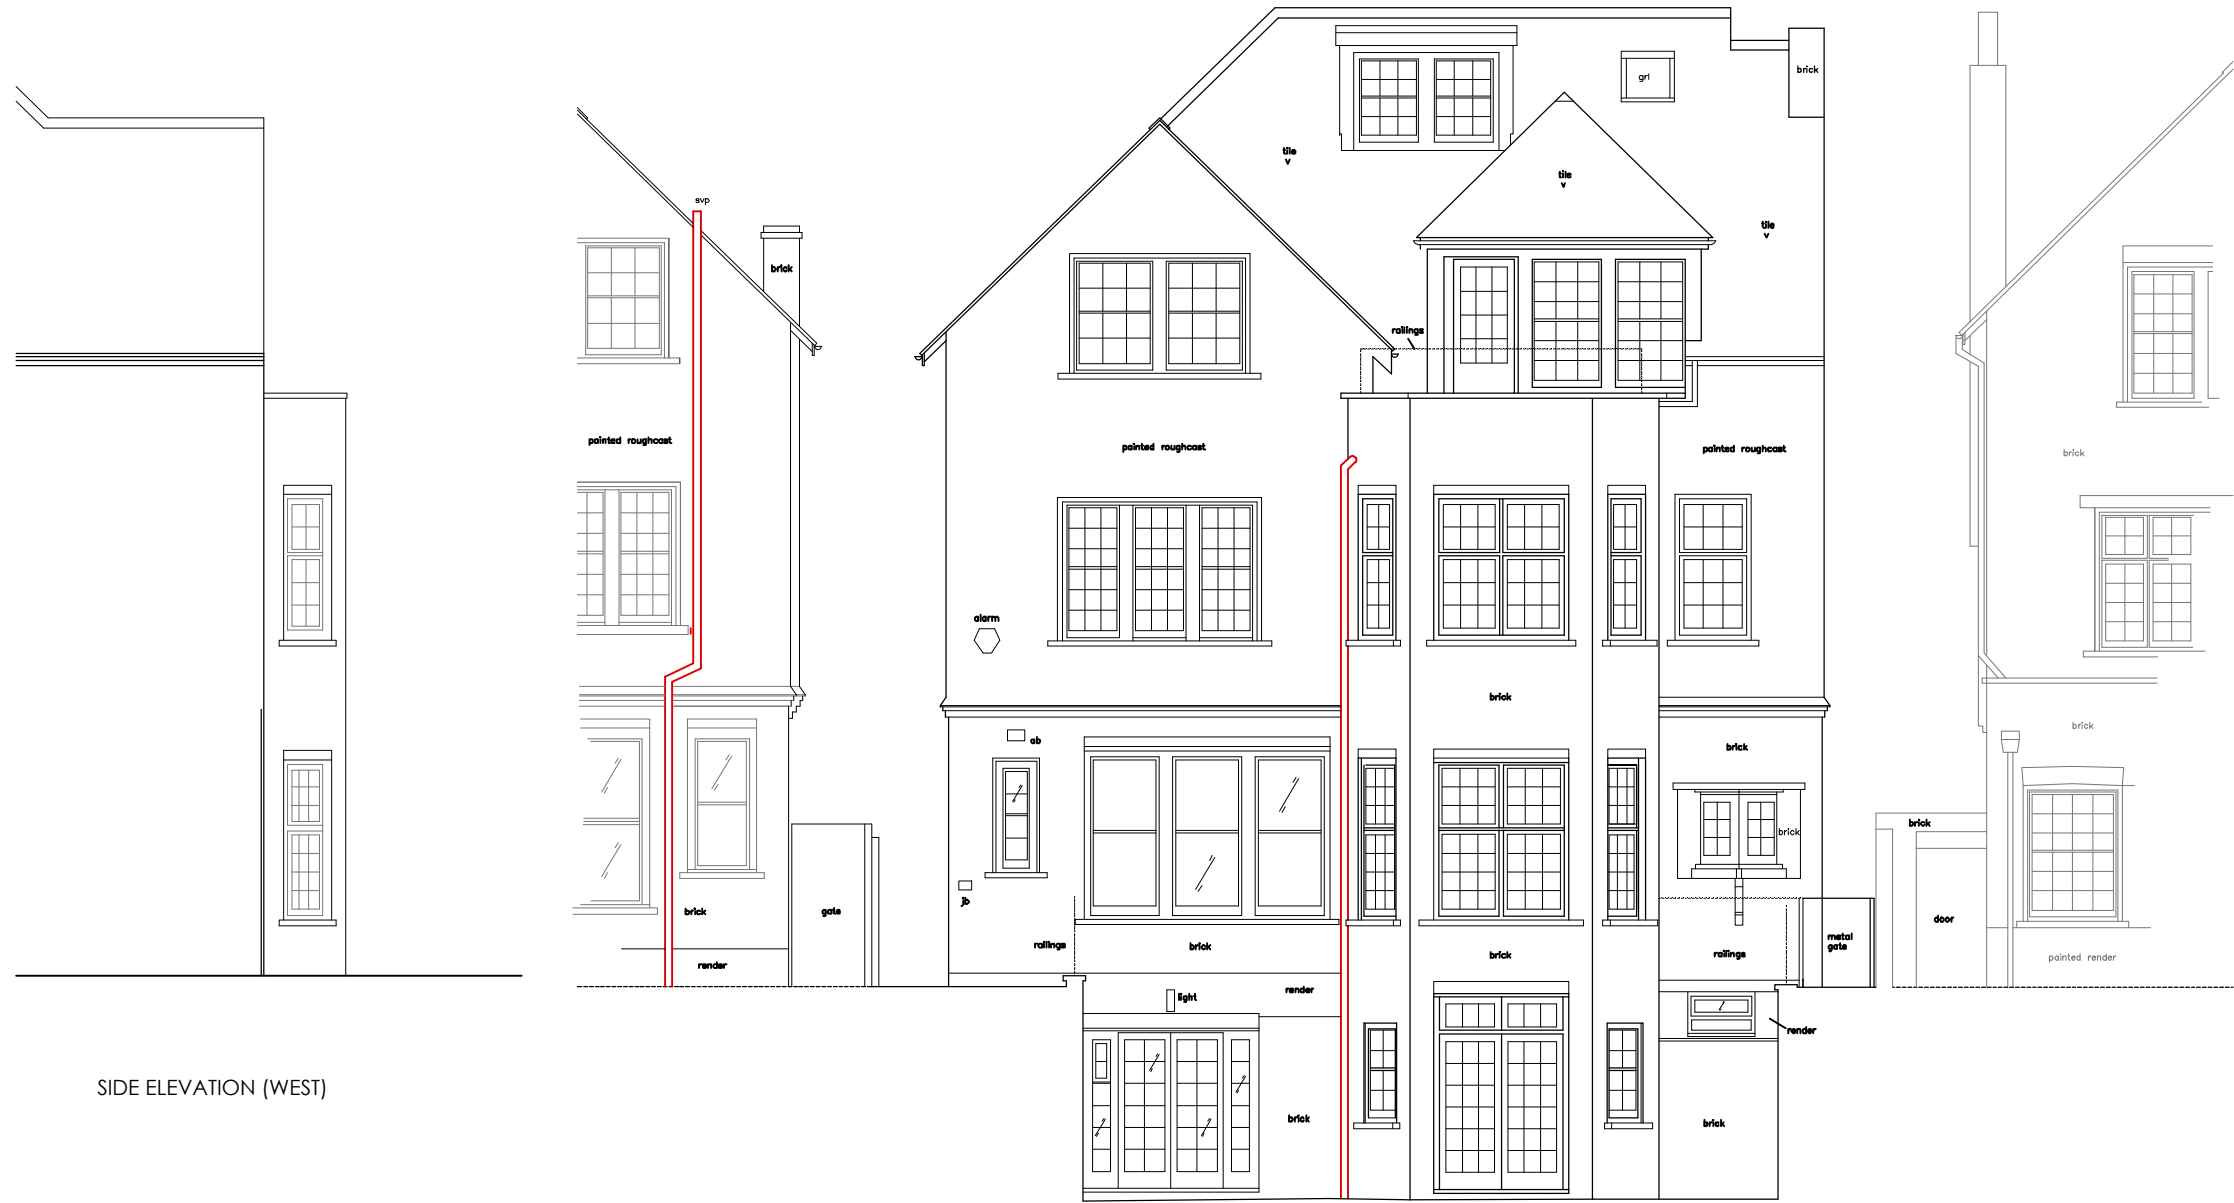 brick
grl
tile
v
tile
v
svp
tile
v
brick
railings
painted roughcast
painted roughcast
painted roughcast
brick
alarm
brick
brick
ab
brick
brick
brick
jb
brick
gate
door
railings
brick
brick
railings
metal
gate
render
painted render
light
render
render
SIDE ELEVATION (WEST)
brick
brick